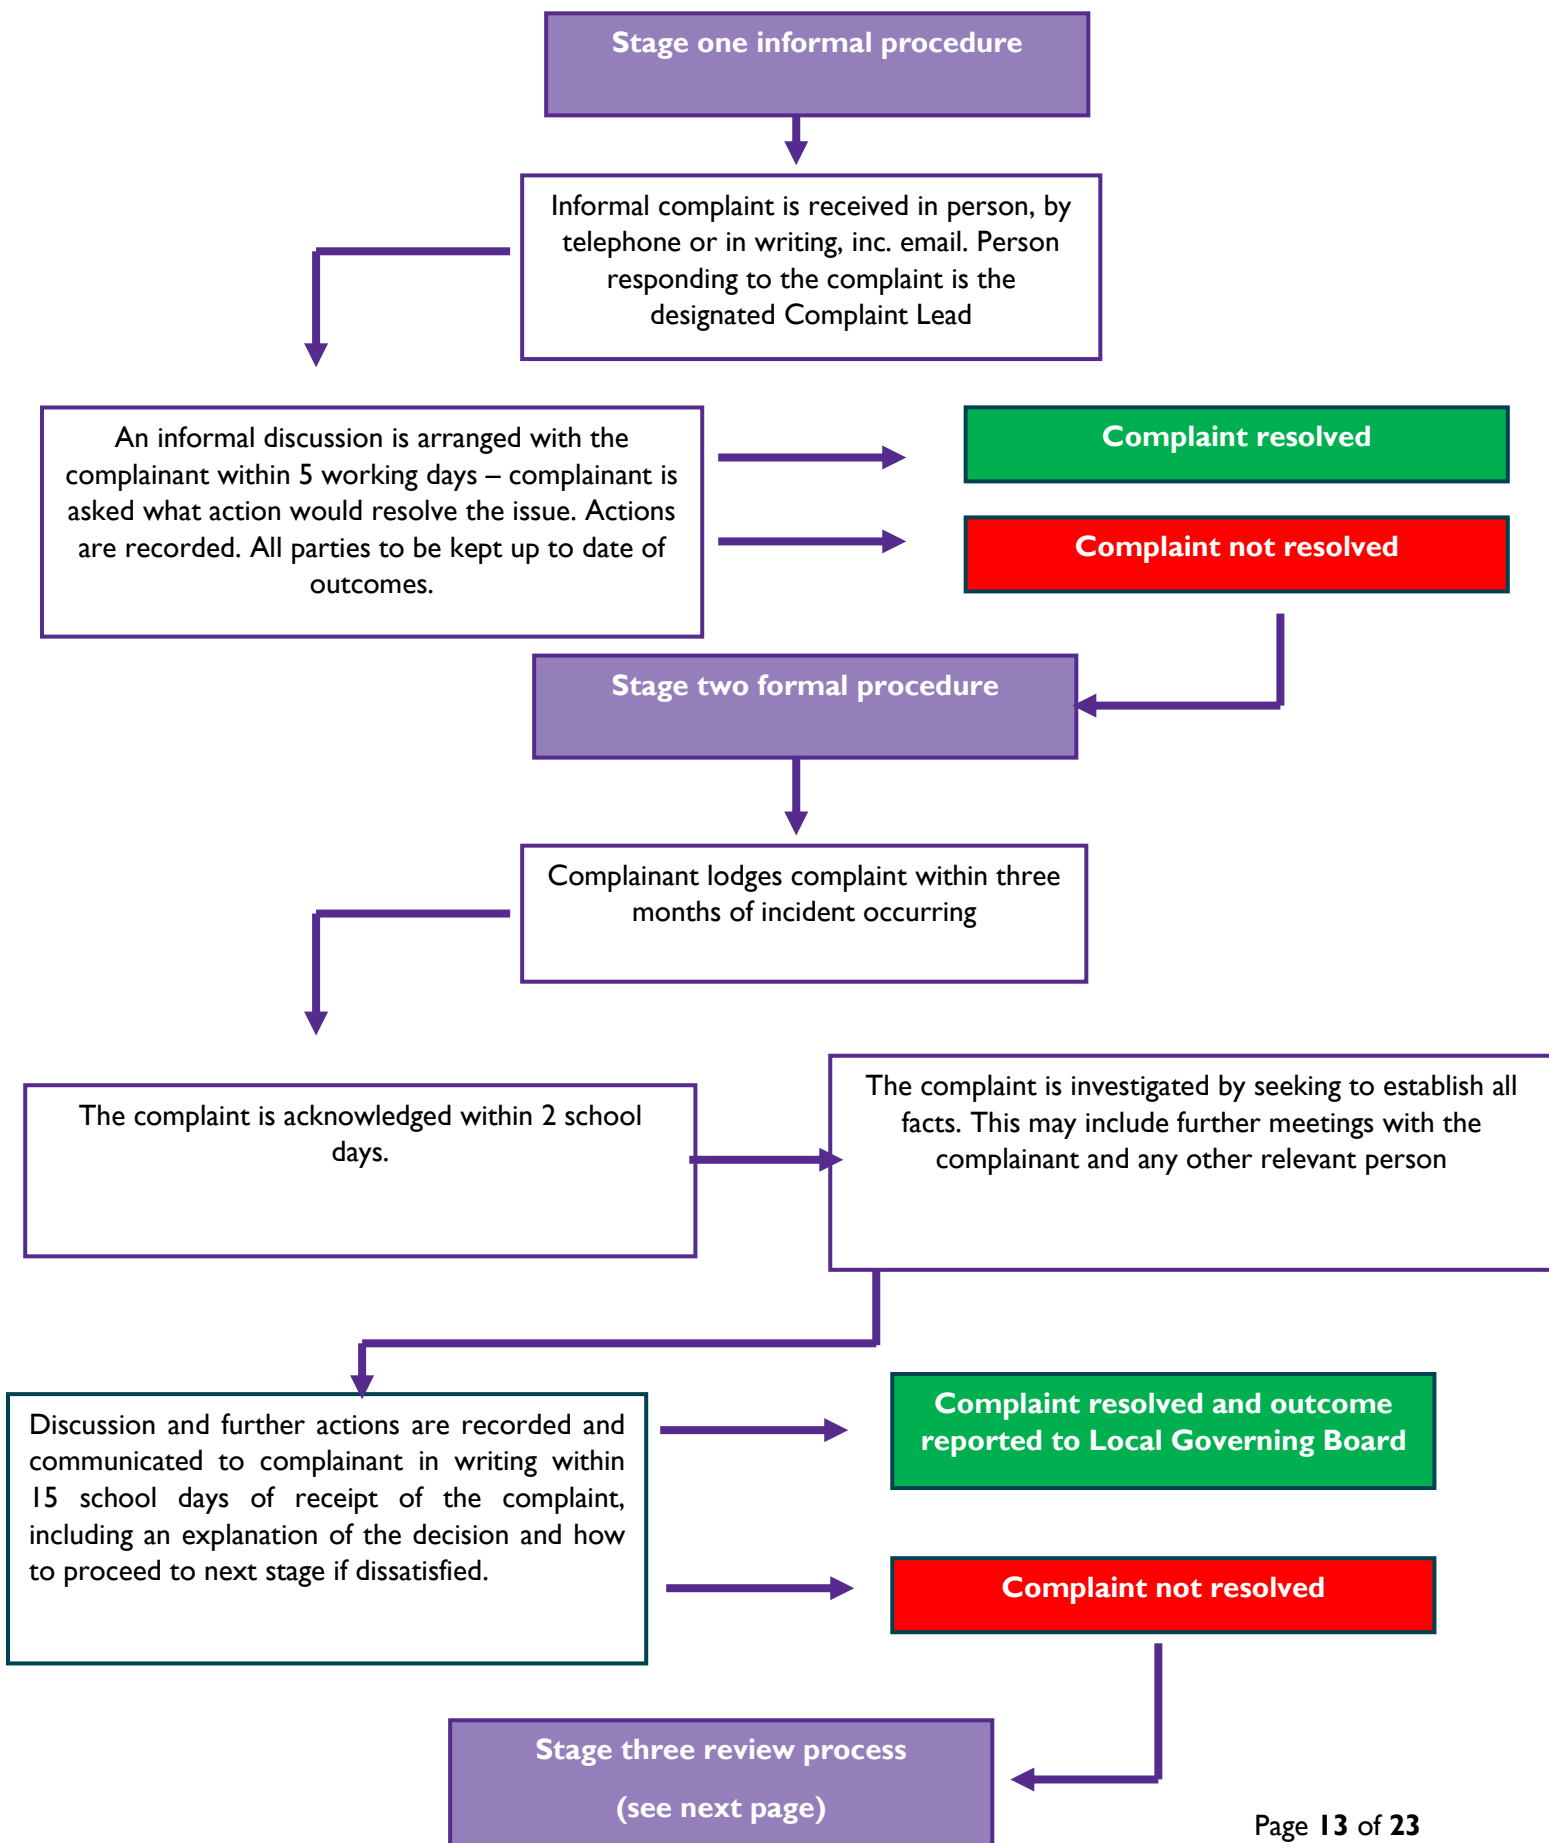 Stage one informal procedure
Informal complaint is received in person, by
telephone or in writing, inc. email. Person
responding to the complaint is the
designated Complaint Lead
An informal discussion is arranged with the
complainant within 5 working days – complainant is
asked what action would resolve the issue. Actions
are recorded. All parties to be kept up to date of
outcomes.
Complaint resolved
Complaint not resolved
Stage two formal procedure
Complainant lodges complaint within three
months of incident occurring
The complaint is acknowledged within 2 school
days.
The complaint is investigated by seeking to establish all
facts. This may include further meetings with the
complainant and any other relevant person
Discussion and further actions are recorded and
communicated to complainant in writing within
15 school days of receipt of the complaint,
including an explanation of the decision and how
to proceed to next stage if dissatisfied.
Complaint resolved and outcome
reported to Local Governing Board
Complaint not resolved
Stage three review process
(see next page)
Page 13 of 23